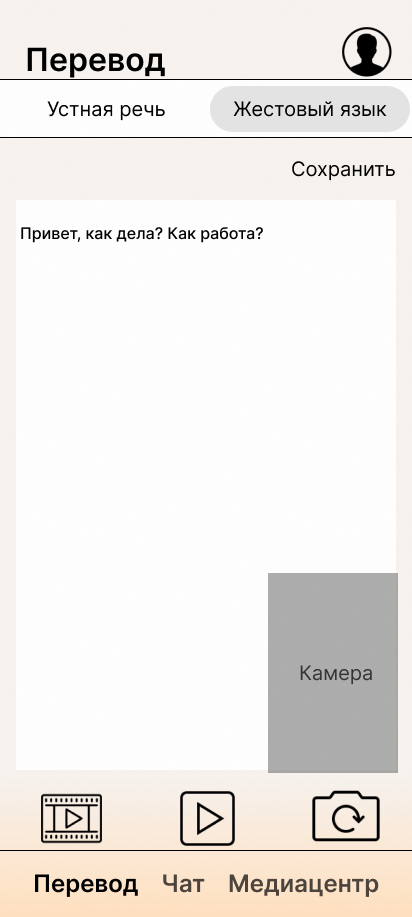 Перевод
Устная речь Жестовый язык
Сохранить
Привет, как дела? Как работа?
Камера
Перевод Чат Медиацентр